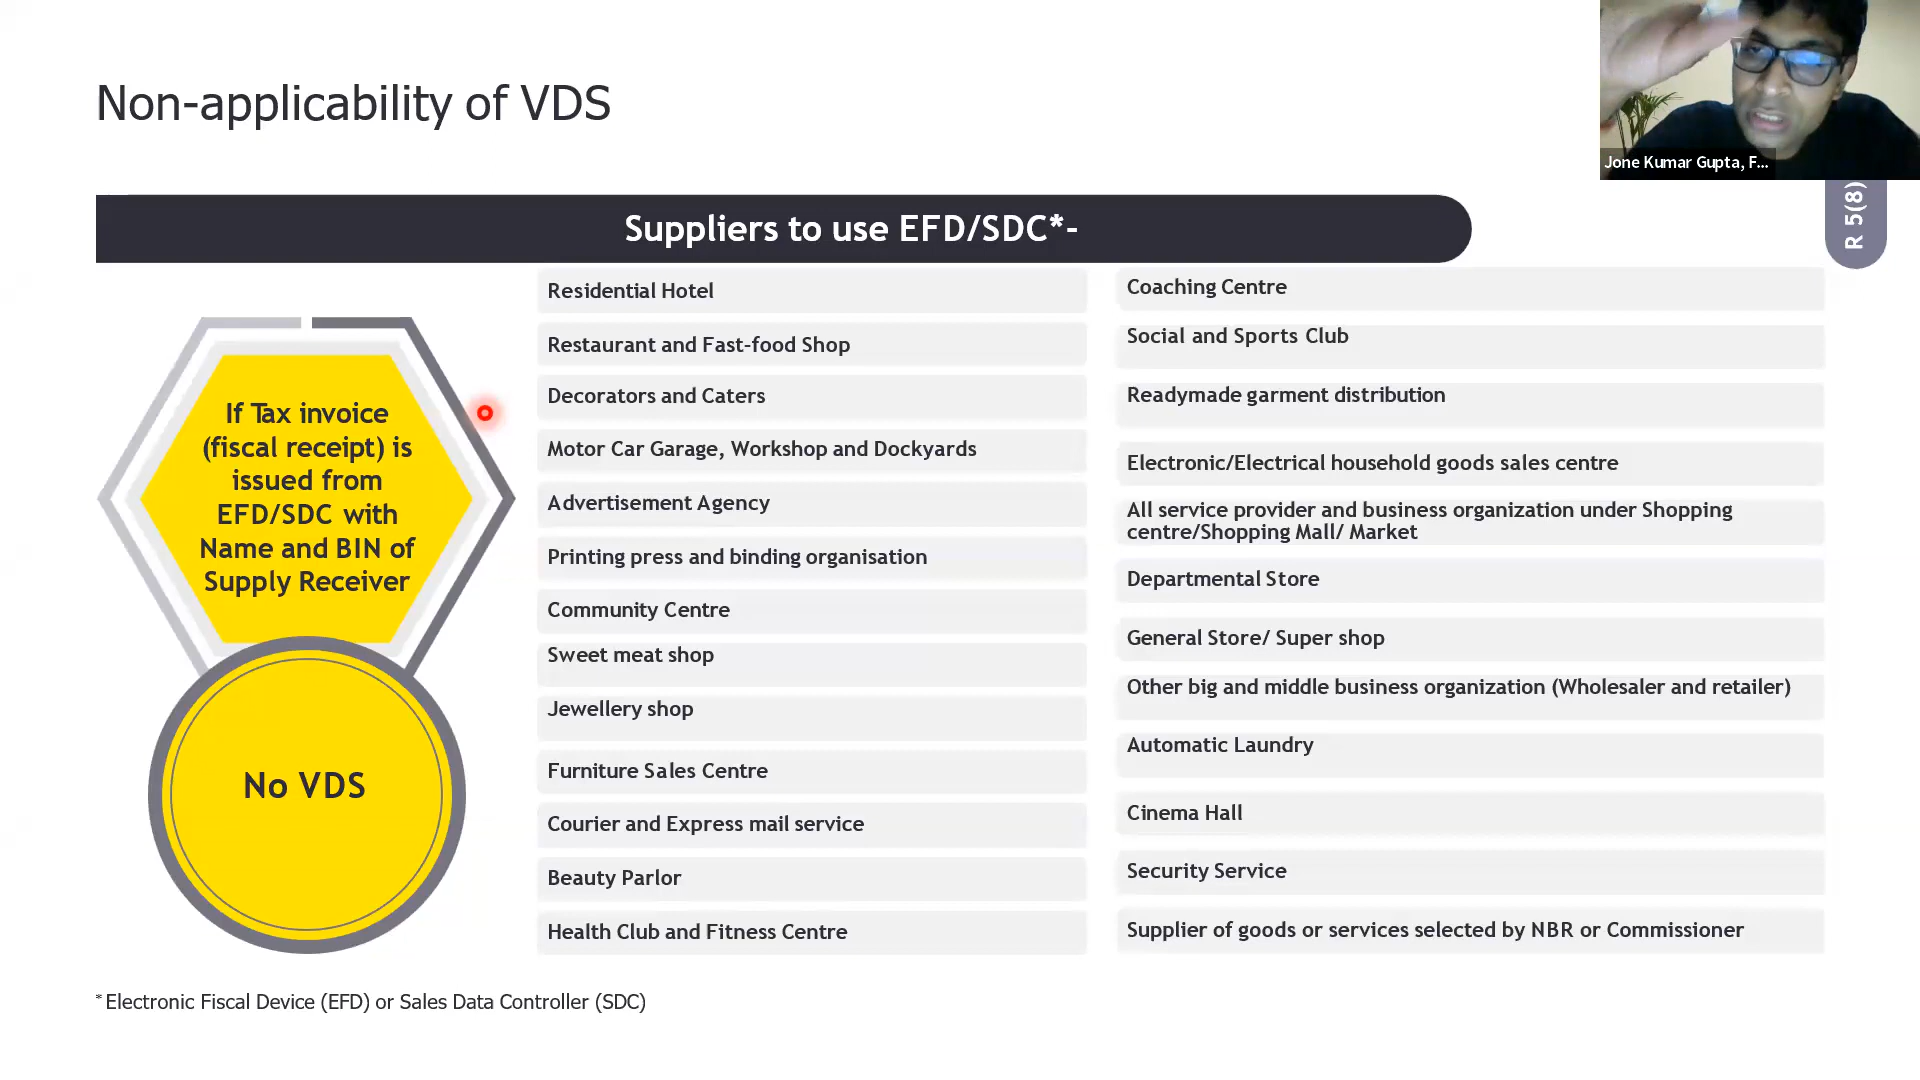 Non-applicability of VDS
Jone Kumar Gupta, F...
R 5(8)
Suppliers to use EFD/SDC*-
If Tax invoice
(fiscal receipt) is
issued from
EFD/SDC with
Name and BIN of
Supply Receiver
No VDS
Residential Hotel
Restaurant and Fast-food Shop
Decorators and Caters
Motor Car Garage, Workshop and Dockyards
Advertisement Agency
Printing press and binding organisation
Community Centre
Sweet meat shop
Jewellery shop
Furniture Sales Centre
Courier and Express mail service
Beauty Parlor
Health Club and Fitness Centre
Coaching Centre
Social and Sports Club
Readymade garment distribution
Electronic/Electrical household goods sales centre
All service provider and business organization under Shopping
centre/Shopping Mall/ Market
Departmental Store
General Store/ Super shop
Other big and middle business organization (Wholesaler and retailer)
Automatic Laundry
Cinema Hall
Security Service
Supplier of goods or services selected by NBR or Commissioner
* Electronic Fiscal Device (EFD) or Sales Data Controller (SDC)